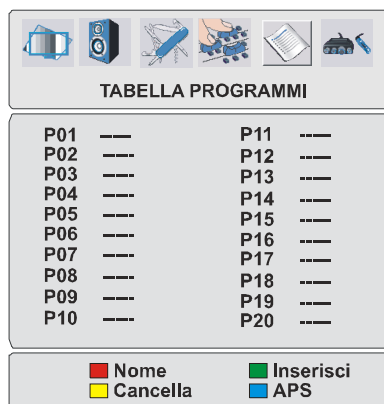 TABELLA PROGRAMMI
P01 -----
P02 -----
P03 -----
P04 -----
P05 -----
P06 -----
P07 -----
P08 -----
P09 -----
P10 -----
P11 -----
P12 -----
P13 -----
P14 -----
P15 -----
P16 -----
P17 -----
P18 -----
P19 -----
P20 -----
Nome
Inserisci
Cancella
APS